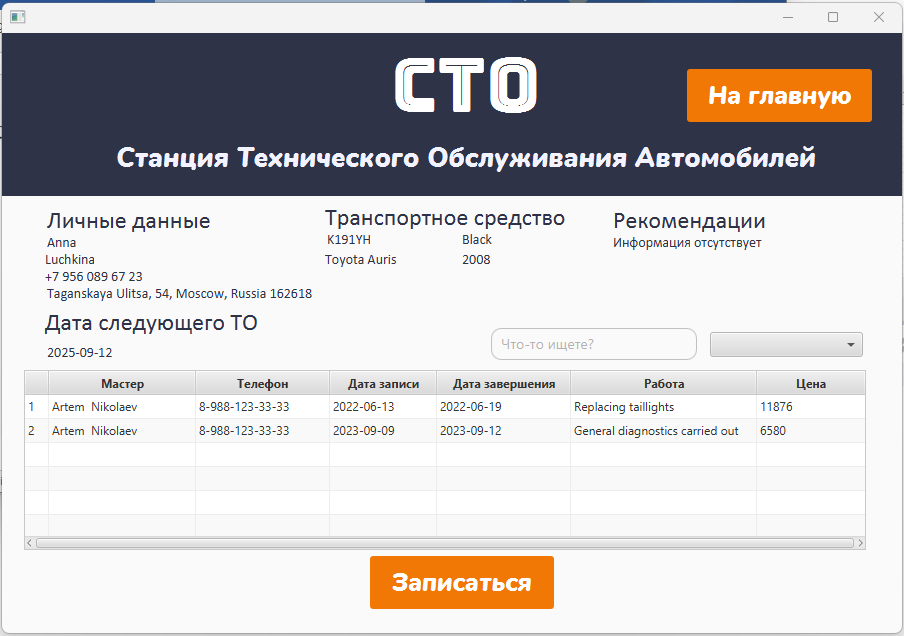 СТО
На главную
Станция Технического Обслуживания Автомобилей
Личные данные
Anna
Luchkina
+7 956 089 67 23
Taganskaya Ulitsa, 54, Moscow, Russia 162618
Транспортное средство
K191YH Black
Toyota Auris 2008
Рекомендации
Информация отсутствует
Дата следующего ТО
2025-09-12
Что-то ищете?
Мастер Телефон Дата записи Дата завершения Работа Цена
1 Artem Nikolaev 8-988-123-33-33 2022-06-13 2022-06-19 Replacing taillights 11876
2 Artem Nikolaev 8-988-123-33-33 2023-09-09 2023-09-12 General diagnostics carried out 6580
Записаться